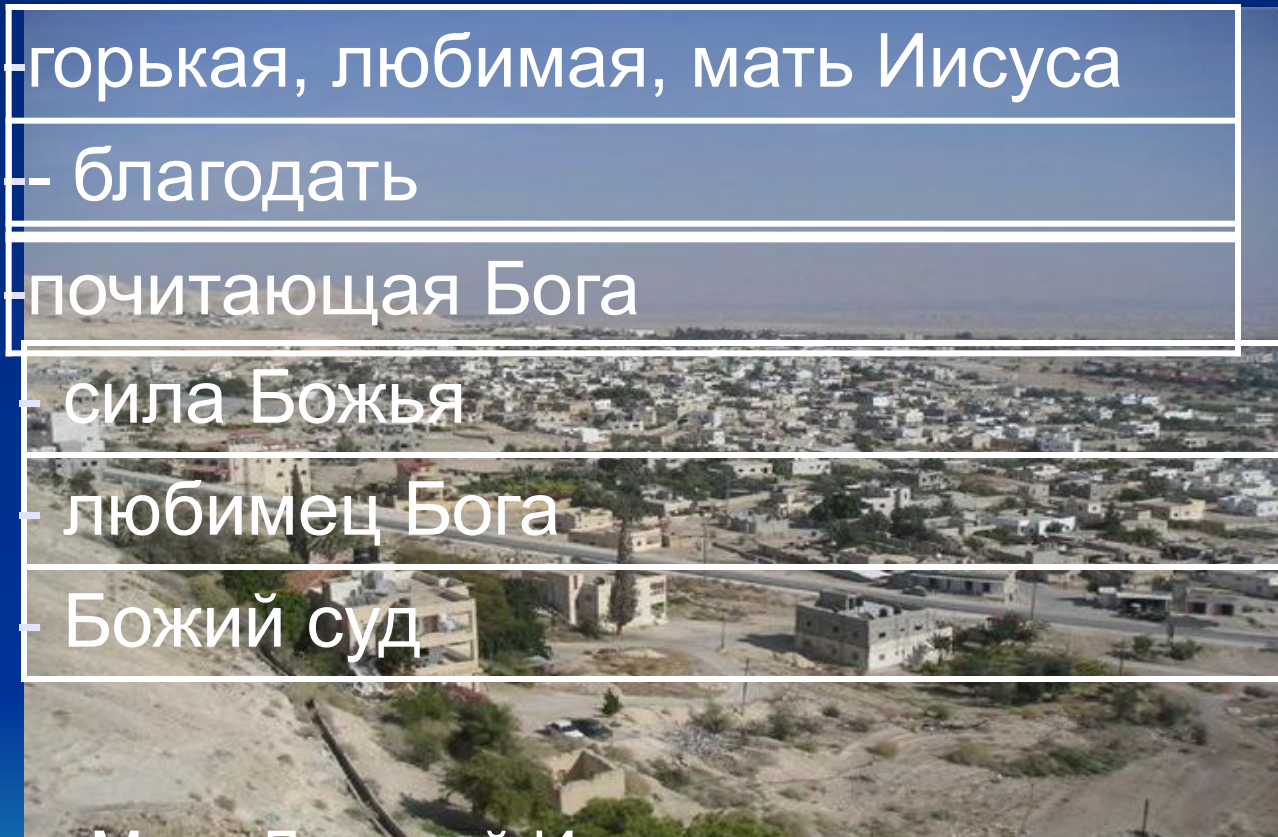 -горькая, любимая, мать Иисуса
-- благодать
-почитающая Бога
- сила Божья
- любимец Бога
- Божий суд